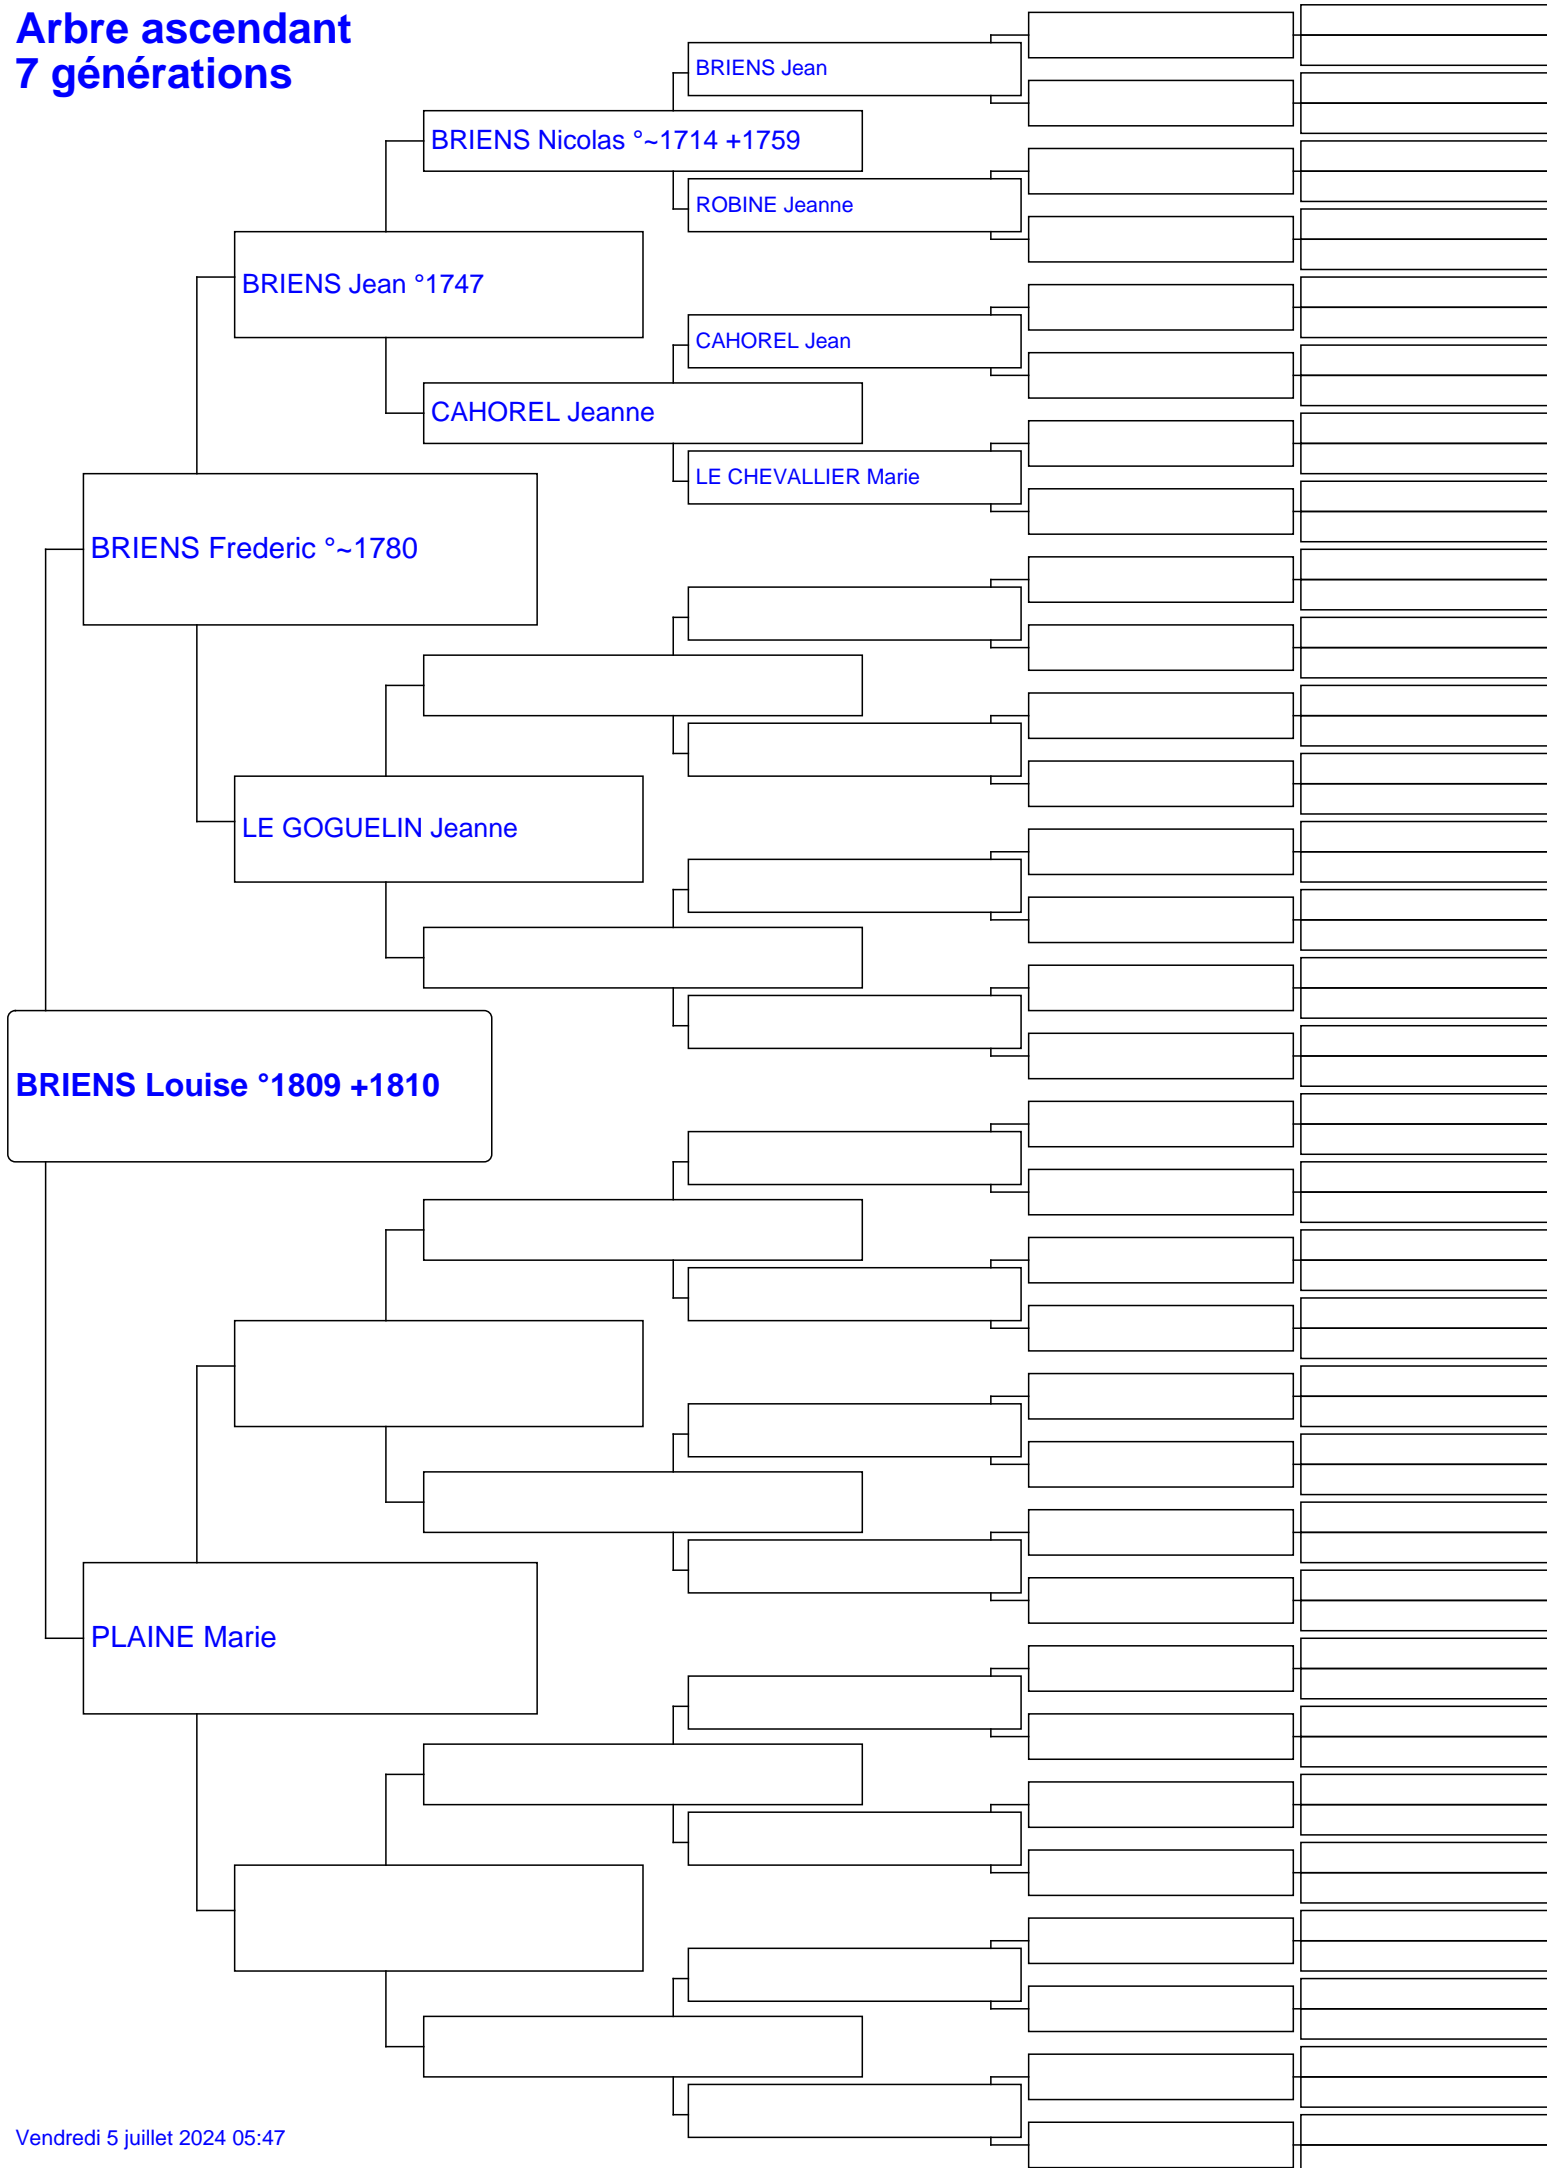 Arbre ascendant
7 générations
BRIENS Jean
BRIENS Nicolas °~1714 +1759
ROBINE Jeanne
BRIENS Jean °1747
CAHOREL Jean
CAHOREL Jeanne
LE CHEVALLIER Marie
BRIENS Frederic °~1780
LE GOGUELIN Jeanne
BRIENS Louise °1809 +1810
PLAINE Marie
Vendredi 5 juillet 2024 05:47